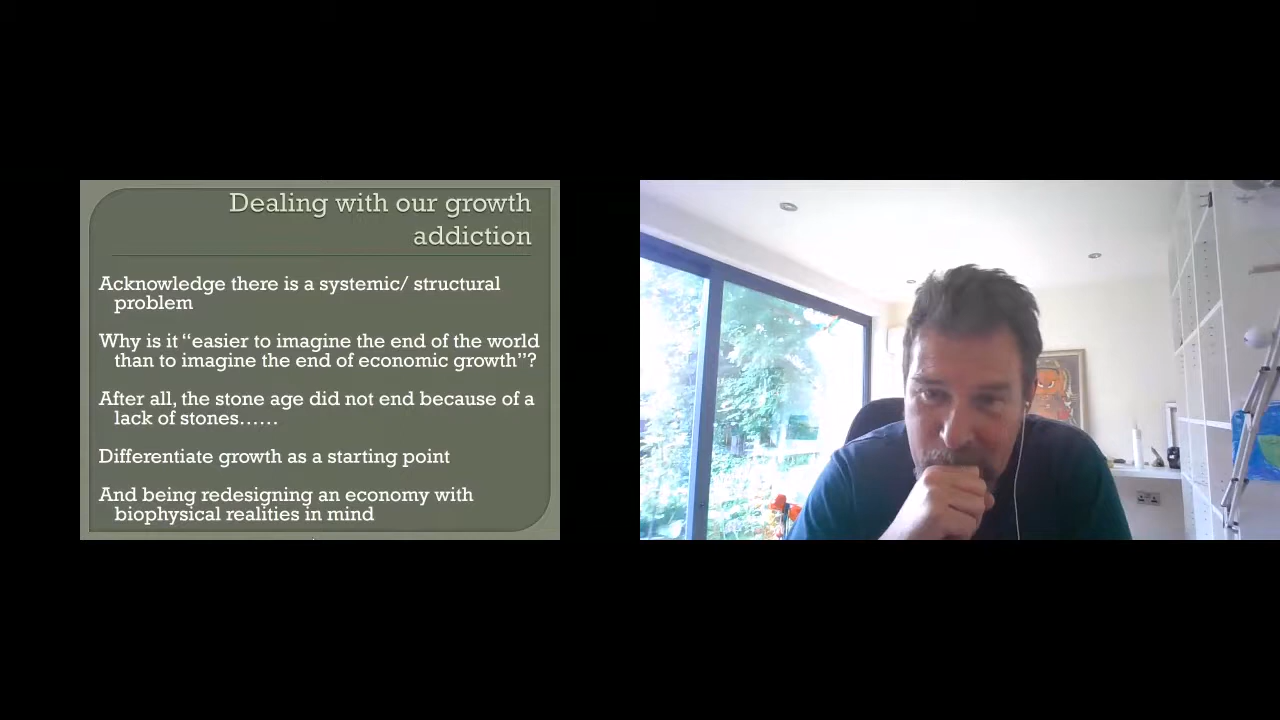 Dealing with our growth
addiction
Acknowledge there is a systemic/ structural
problem
Why is it “easier to imagine the end of the world
than to imagine the end of economic growth”?
After all, the stone age did not end because of a
lack of stones……
Differentiate growth as a starting point
And being redesigning an economy with
biophysical realities in mind